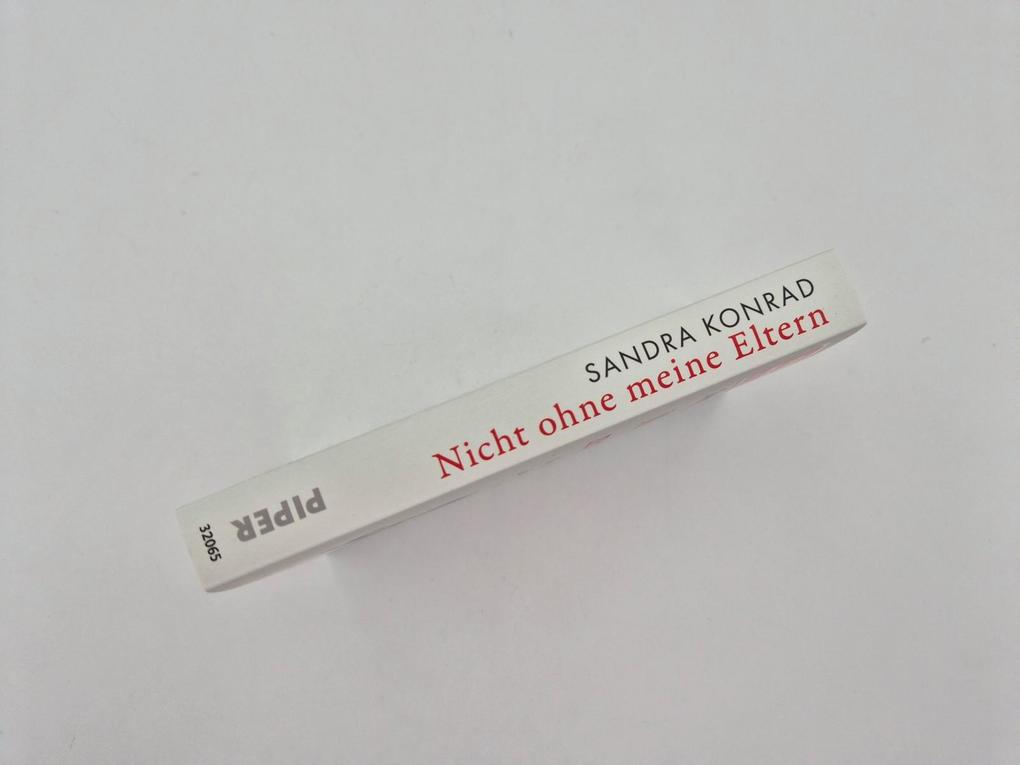 SANDRA KONRAD
Nicht ohne meine Eltern
PIPER
32065